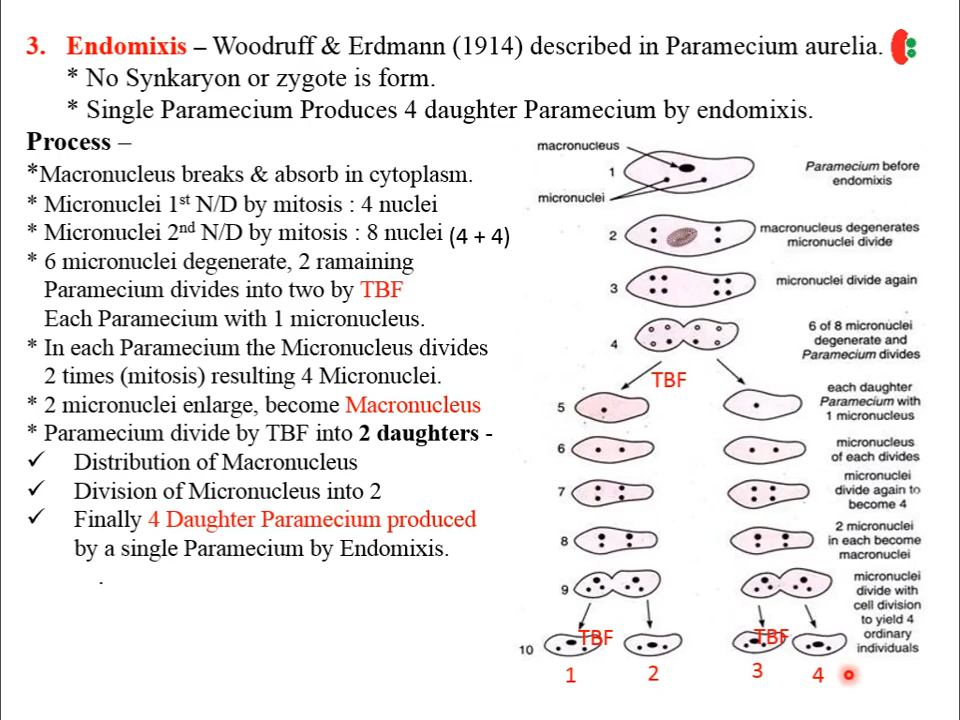 3. Endomixis – Woodruff & Erdmann (1914) described in Paramecium aurelia.
* No Synkaryon or zygote is form.
* Single Paramecium Produces 4 daughter Paramecium by endomixis.
Process –
*Macronucleus breaks & absorb in cytoplasm.
* Micronuclei 1st N/D by mitosis : 4 nuclei
* Micronuclei 2nd N/D by mitosis : 8 nuclei (4 + 4)
* 6 micronuclei degenerate, 2 ramaining
Paramecium divides into two by TBF
Each Paramecium with 1 micronucleus.
* In each Paramecium the Micronucleus divides
2 times (mitosis) resulting 4 Micronuclei.
* 2 micronuclei enlarge, become Macronucleus
* Paramecium divide by TBF into 2 daughters -
✓ Distribution of Macronucleus
✓ Division of Micronucleus into 2
✓ Finally 4 Daughter Paramecium produced
by a single Paramecium by Endomixis.
.
macronucleus
1
micronuclei
Paramecium before
endomixis
2
macronucleus degenerates
micronuclei divide
3
micronuclei divide again
4
6 of 8 micronuclei
degenerate and
Paramecium divides
TBF
5
each daughter
Paramecium with
1 micronucleus
6
micronucleus
of each divides
7
micronuclei
divide again to
become 4
8
2 micronuclei
in each become
macronuclei
9
micronuclei
divide with
cell division
to yield 4
ordinary
individuals
TBF
TBF
10
1
2
3
4